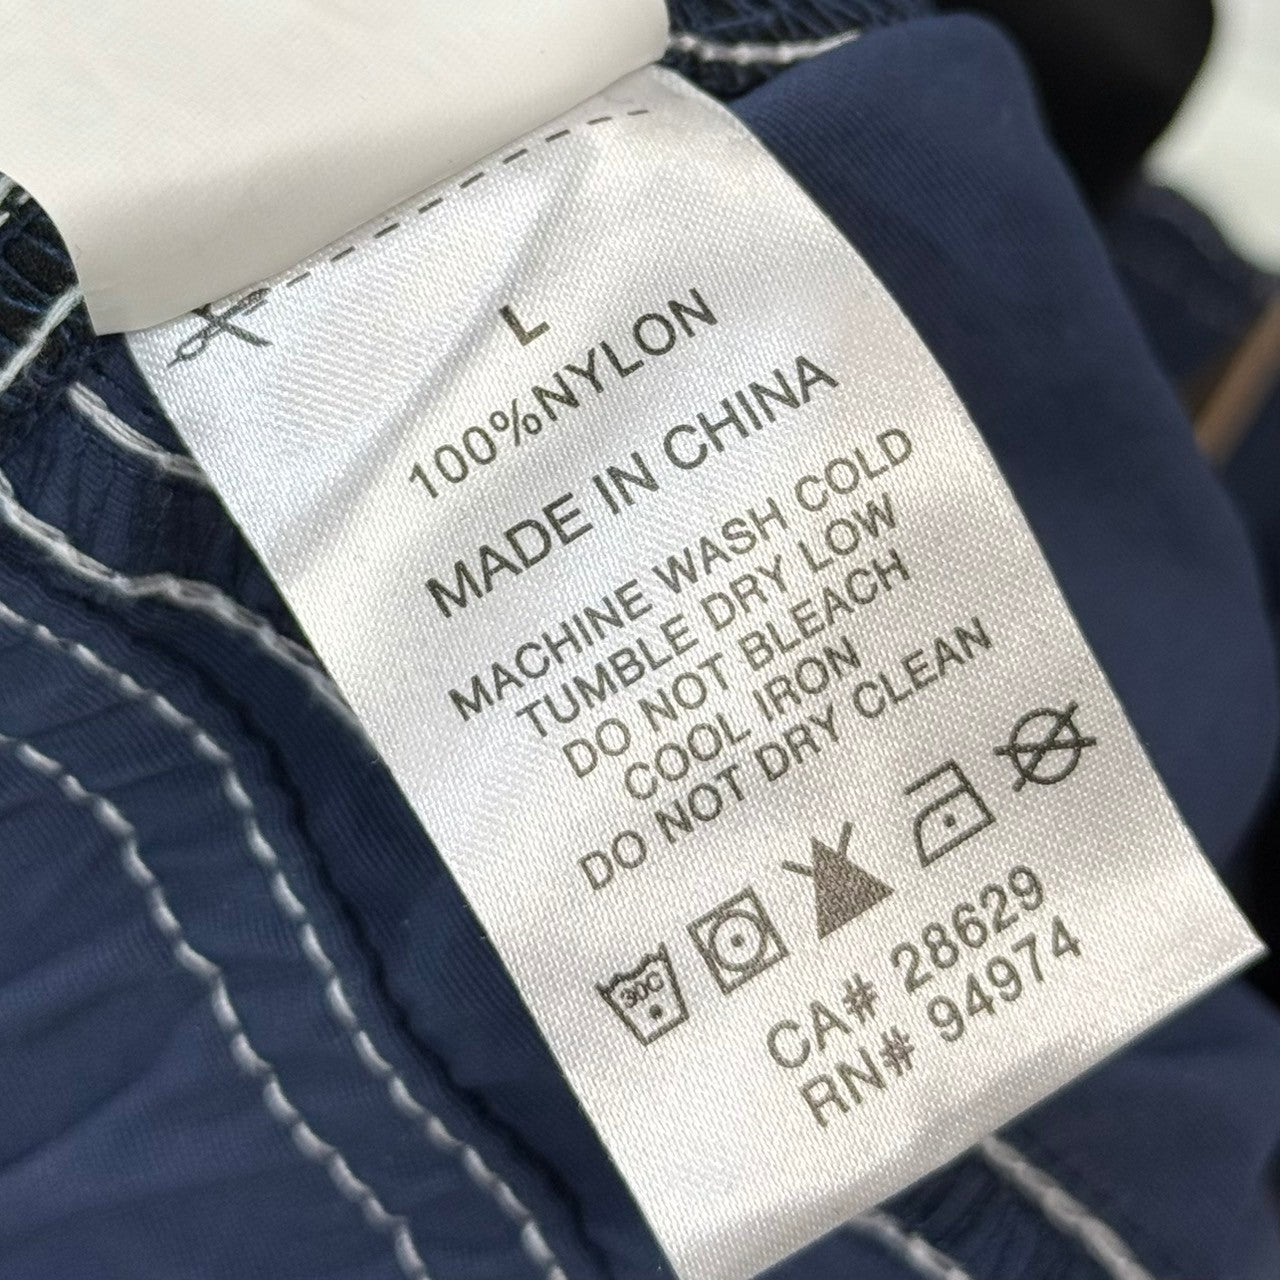 L
100%NYLON
MADE IN CHINA
MACHINE WASH COLD
TUMBLE DRY LOW
DO NOT BLEACH
COOL IRON
DO NOT DRY CLEAN
30C
CA# 28629
RN# 94974